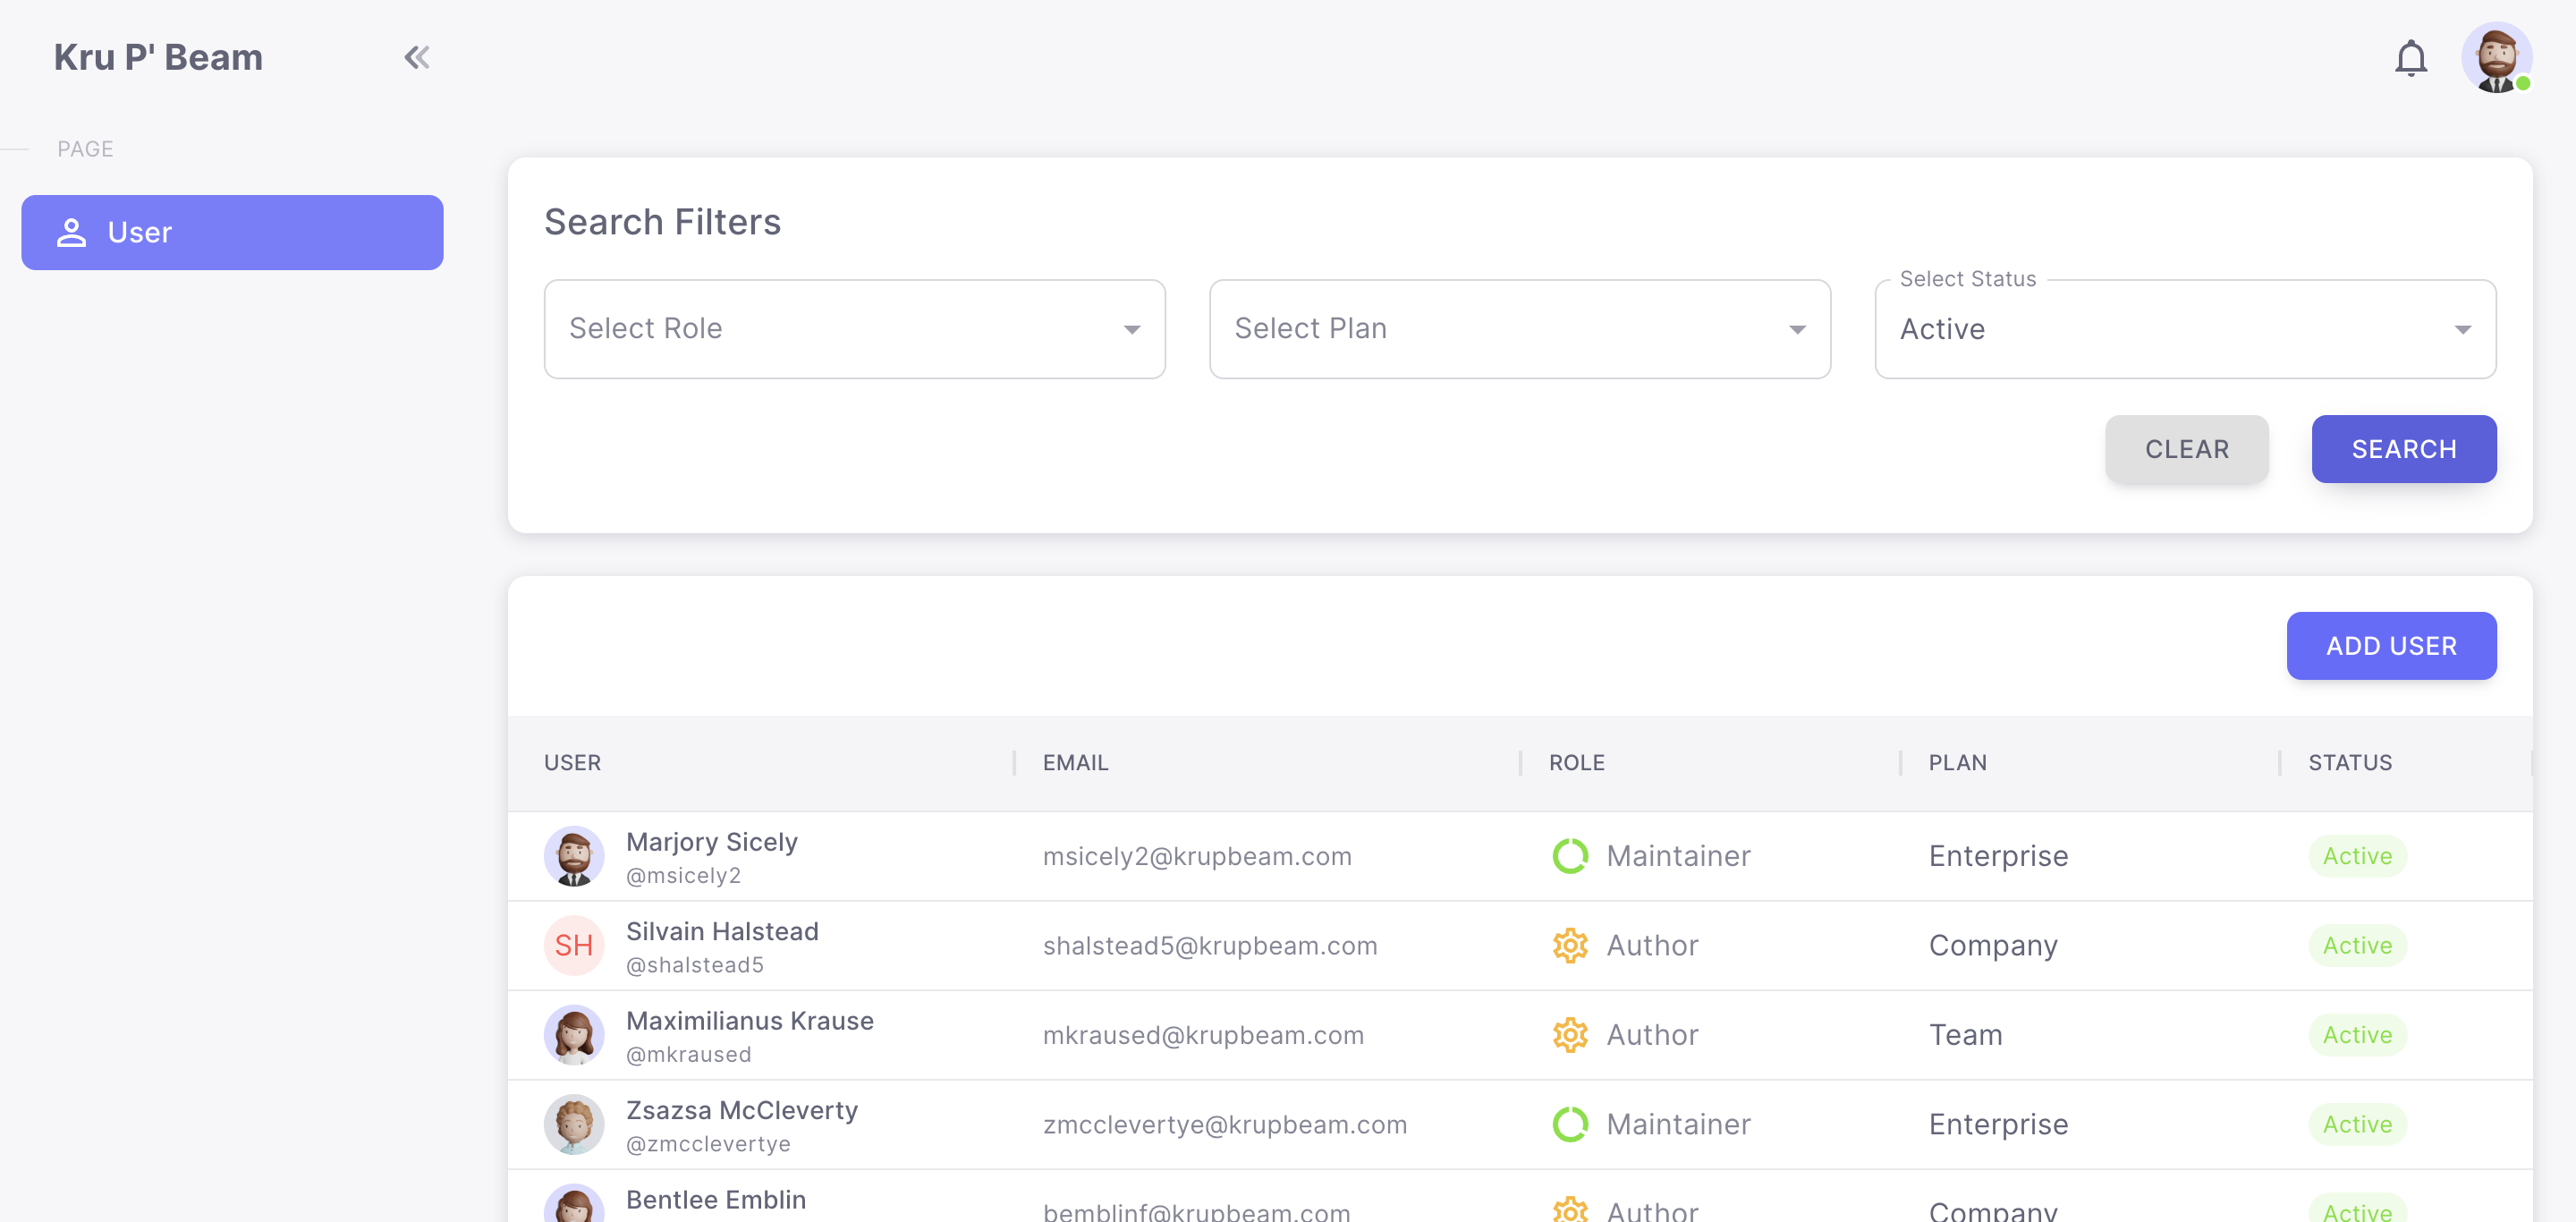 Kru P' Beam
PAGE
User
Search Filters
Select Role
Select Plan
Select Status
Active
CLEAR
SEARCH
ADD USER
USER EMAIL ROLE PLAN STATUS
Marjory Sicely
@msicely2
msicely2@krupbeam.com Maintainer Enterprise Active
SH
Silvain Halstead
@shalstead5
shalstead5@krupbeam.com Author Company Active
Maximilianus Krause
@mkraused
mkraused@krupbeam.com Author Team Active
Zsazsa McCleverty
@zmcclevertye
zmcclevertye@krupbeam.com Maintainer Enterprise Active
Bentlee Emblin
bemblinf@krupbeam.com Author Company Active